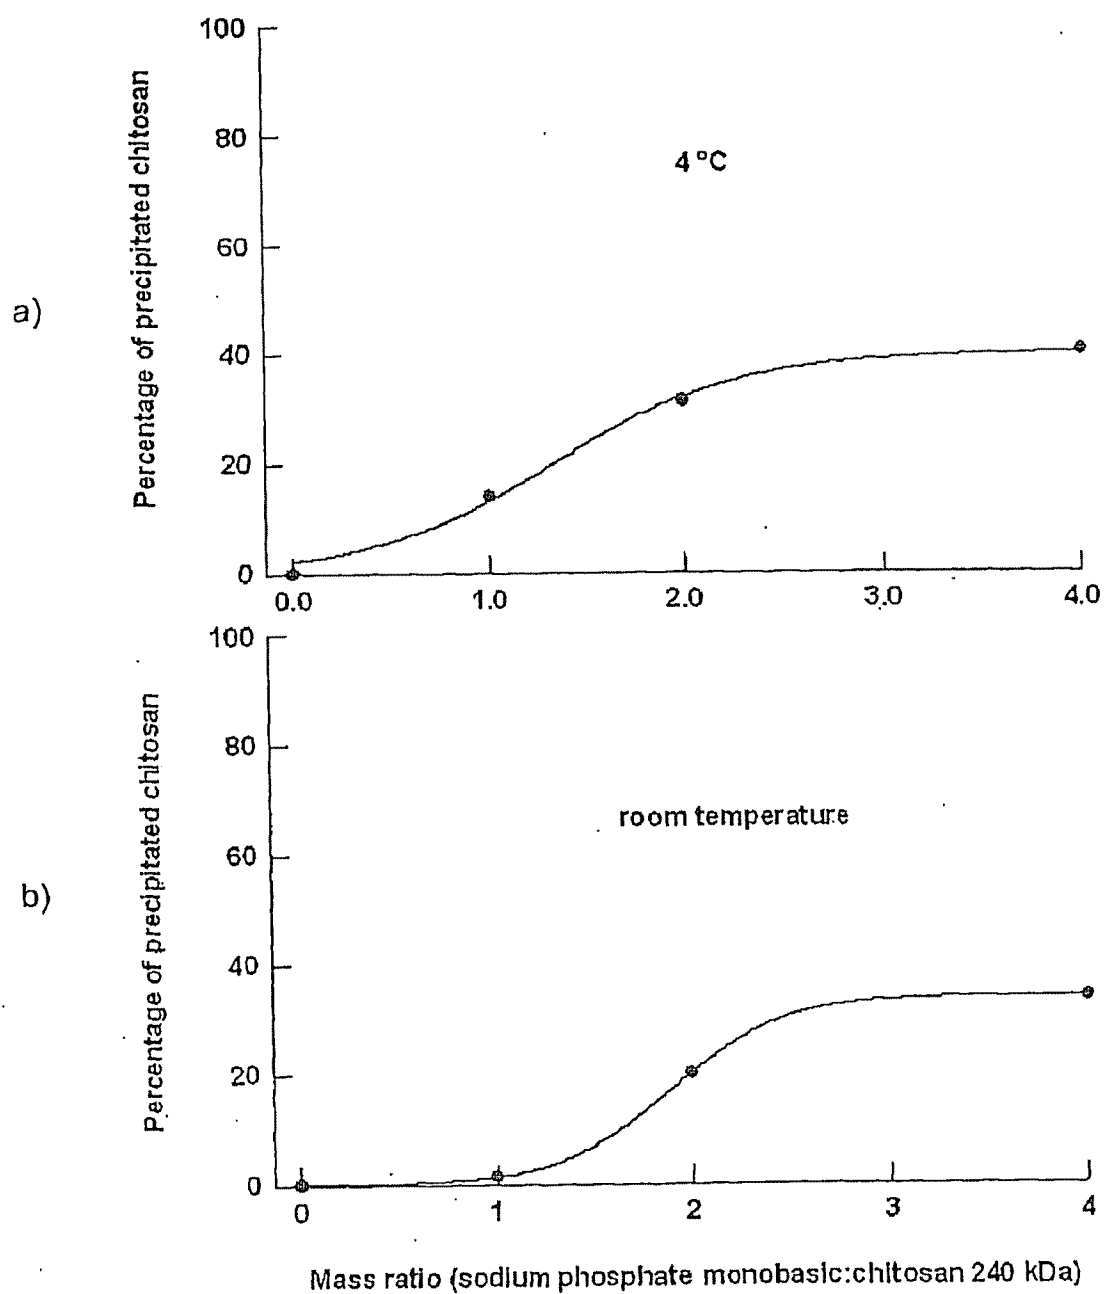 a)
Percentage of precipitated chitosan
100
80
60
40
20
0
4 °C
0.0 1.0 2.0 3.0 4.0
b)
Percentage of precipitated chitosan
100
80
60
40
20
0
room temperature
0 1 2 3 4
Mass ratio (sodium phosphate monobasic:chitosan 240 kDa)